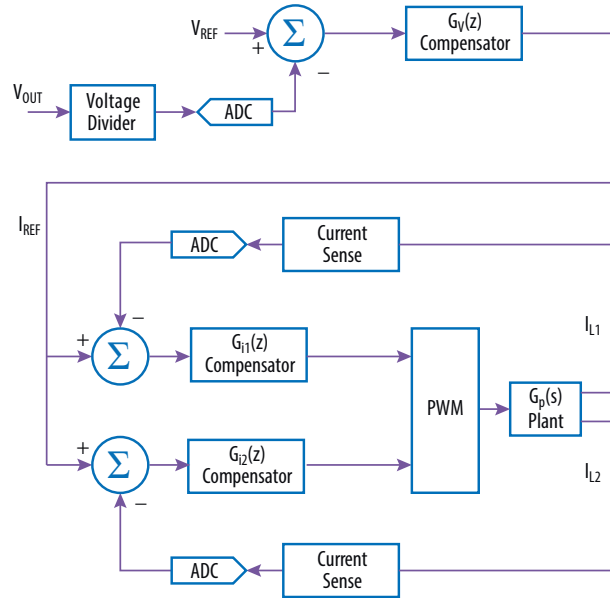 V_REF
+
Σ
−
G_V(z)
Compensator
V_OUT
Voltage
Divider
ADC
I_REF
ADC
Current
Sense
−
+
Σ
G_i1(z)
Compensator
PWM
I_L1
G_p(s)
Plant
+
Σ
−
G_i2(z)
Compensator
I_L2
ADC
Current
Sense